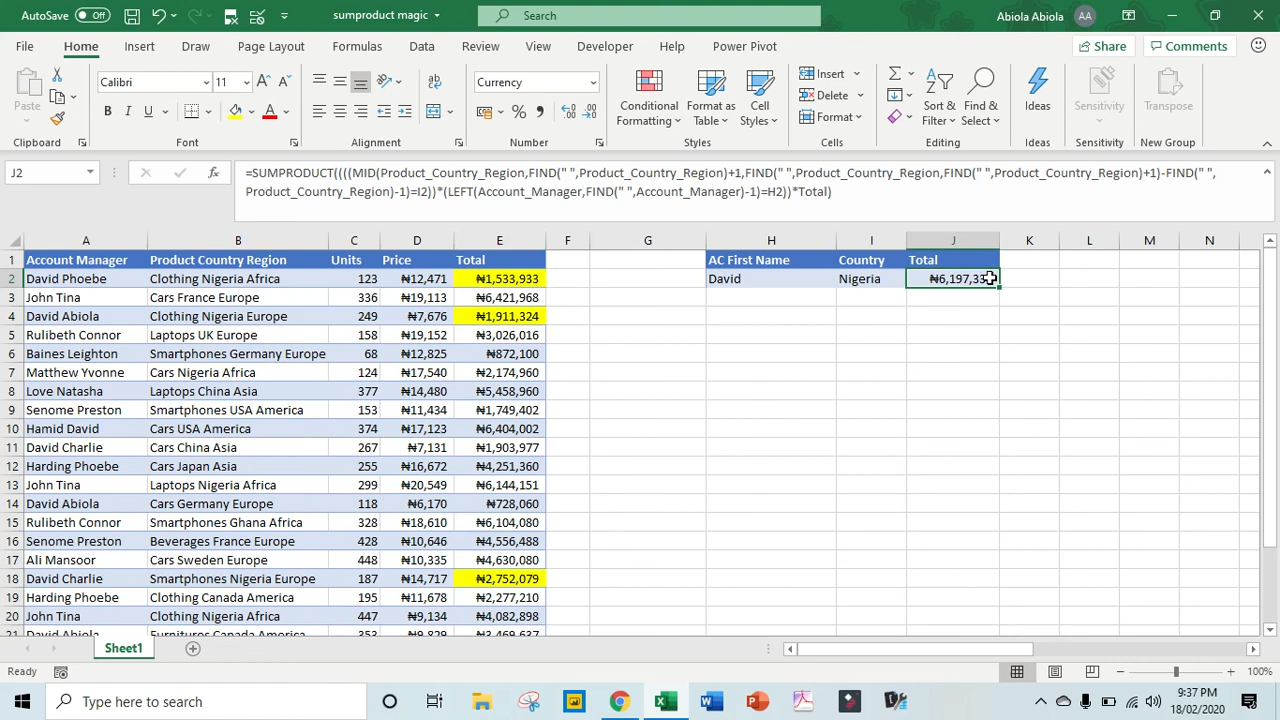 AutoSave Off sumproduct magic Search Abiola Abiola AA
File Home Insert Draw Page Layout Formulas Data Review View Developer Help Power Pivot Share Comments
Paste Calibri 11 B I U A Currency % Conditional Formatting Format as Table Cell Styles Insert Delete Format Sort & Filter Find & Select Ideas Sensitivity Transpose
Clipboard Font Alignment Number Styles Cells Editing Ideas Sensitivity New Group
J2 fx =SUMPRODUCT((((MID(Product_Country_Region,FIND(" ",Product_Country_Region)+1,FIND(" ",Product_Country_Region,FIND(" ",Product_Country_Region)+1)-FIND(" ",
Product_Country_Region)-1)=I2))*(LEFT(Account_Manager,FIND(" ",Account_Manager)-1)=H2))*Total)
A B C D E F G H I J K L M N
1 Account Manager Product Country Region Units Price Total AC First Name Country Total
2 David Phoebe Clothing Nigeria Africa 123 ₦12,471 ₦1,533,933 David Nigeria
3 John Tina Cars France Europe 336 ₦19,113 ₦6,421,968
4 David Abiola Clothing Nigeria Europe 249 ₦7,676 ₦1,911,324
5 Rulibeth Connor Laptops UK Europe 158 ₦19,152 ₦3,026,016
6 Baines Leighton Smartphones Germany Europe 68 ₦12,825 ₦872,100
7 Matthew Yvonne Cars Nigeria Africa 124 ₦17,540 ₦2,174,960
8 Love Natasha Laptops China Asia 377 ₦14,480 ₦5,458,960
9 Senome Preston Smartphones USA America 153 ₦11,434 ₦1,749,402
10 Hamid David Cars USA America 374 ₦17,123 ₦6,404,002
11 David Charlie Cars China Asia 267 ₦7,131 ₦1,903,977
12 Harding Phoebe Cars Japan Asia 255 ₦16,672 ₦4,251,360
13 John Tina Laptops Nigeria Africa 299 ₦20,549 ₦6,144,151
14 David Abiola Cars Germany Europe 118 ₦6,170 ₦728,060
15 Rulibeth Connor Smartphones Ghana Africa 328 ₦18,610 ₦6,104,080
16 Senome Preston Beverages France Europe 428 ₦10,646 ₦4,556,488
17 Ali Mansoor Cars Sweden Europe 448 ₦10,335 ₦4,630,080
18 David Charlie Smartphones Nigeria Europe 187 ₦14,717 ₦2,752,079
19 Harding Phoebe Clothing Canada America 195 ₦11,678 ₦2,277,210
20 John Tina Clothing Nigeria Africa 447 ₦9,134 ₦4,082,898
21 David Abiola Furnitures Canada America 353 ₦9,829 ₦3,469,637
Sheet1
Ready 100%
Type here to search 9:37 PM
18/02/2020